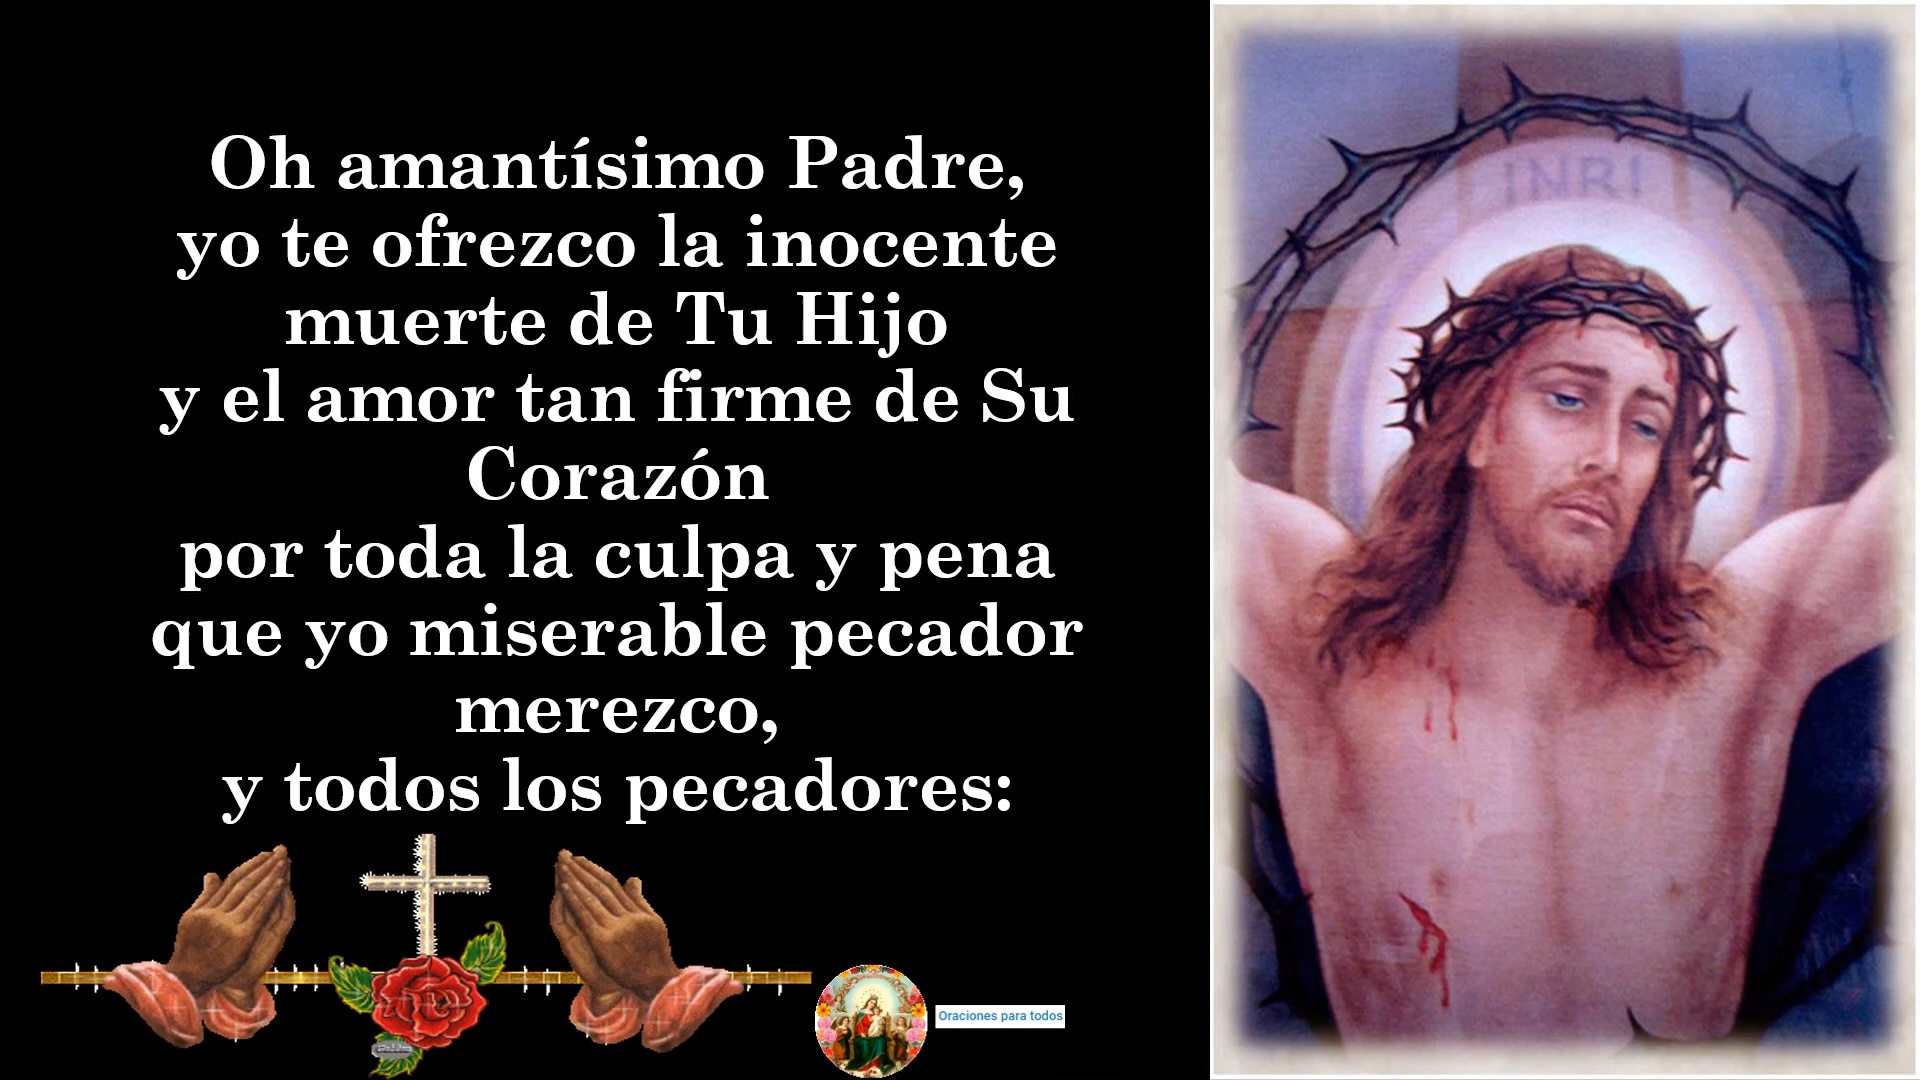 Oh amantísimo Padre,
yo te ofrezco la inocente
muerte de Tu Hijo
y el amor tan firme de Su
Corazón
por toda la culpa y pena
que yo miserable pecador
merezco,
y todos los pecadores:
Oraciones para todos
INRI